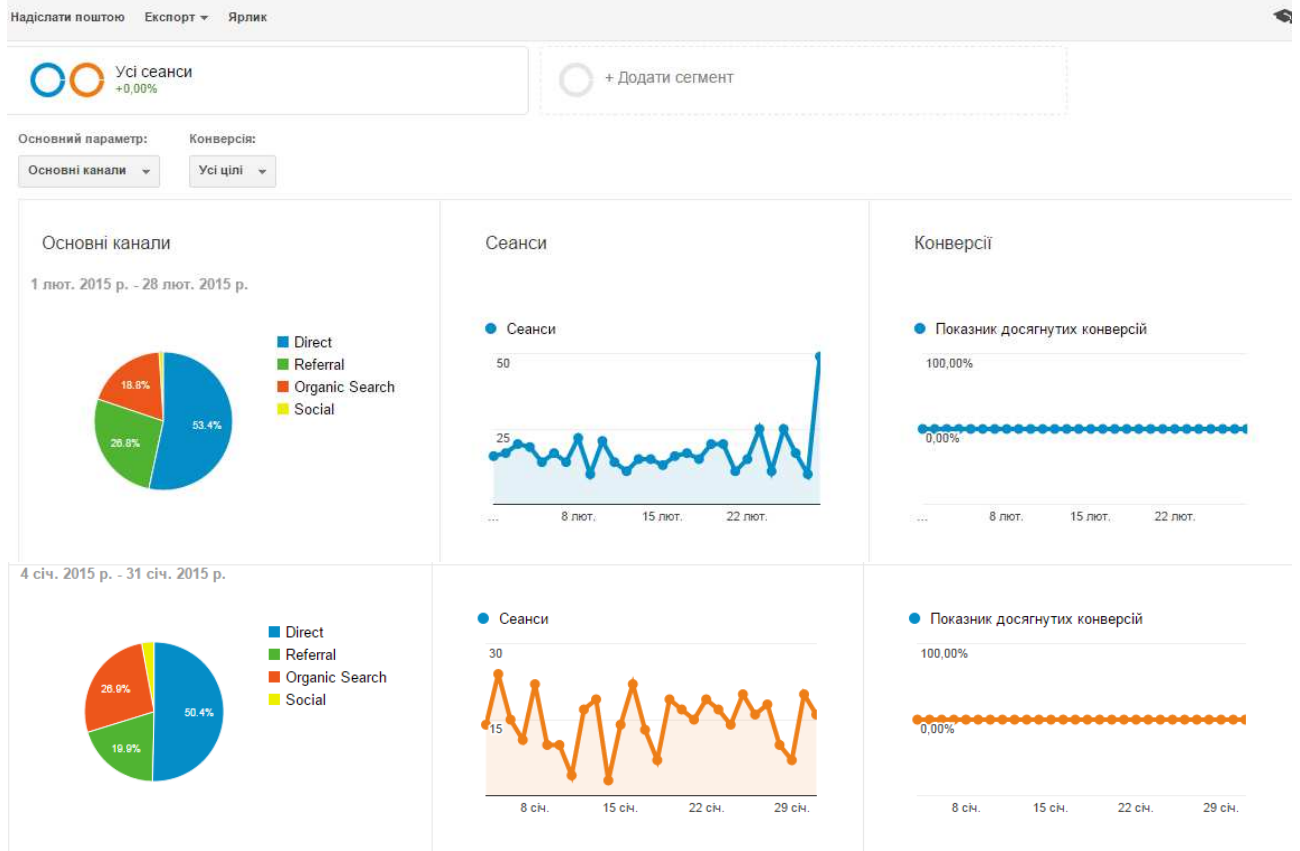 Надіслати поштою Експорт Ярлик
Усі сеанси
+0,00%
+ Додати сегмент
Основний параметр: Конверсія:
Основні канали Усі цілі
Основні канали
1 лют. 2015 р. - 28 лют. 2015 р.
Direct
Referral
Organic Search
Social
18.8%
53.4%
26.8%
Сеанси
Сеанси
50
25
... 8 лют. 15 лют. 22 лют.
Конверсії
Показник досягнутих конверсій
100,00%
0,00%
... 8 лют. 15 лют. 22 лют.
4 січ. 2015 р. - 31 січ. 2015 р.
Direct
Referral
Organic Search
Social
26.9%
50.4%
19.9%
Сеанси
30
15
8 січ. 15 січ. 22 січ. 29 січ.
Показник досягнутих конверсій
100,00%
0,00%
8 січ. 15 січ. 22 січ. 29 січ.